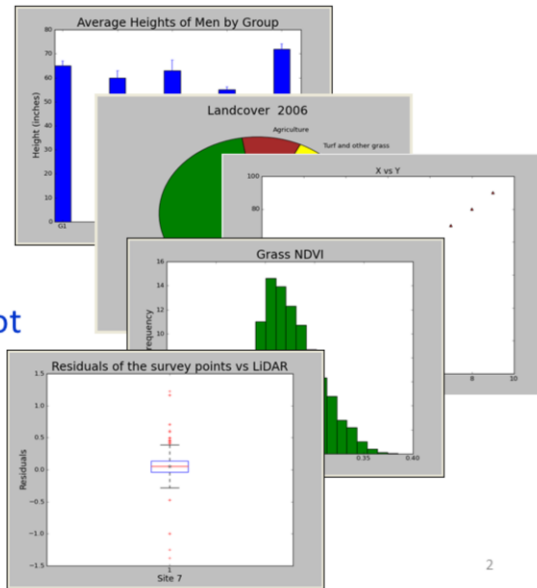 Average Heights of Men by Group
80
70
60
50
40
30
20
10
0
Height (inches)
G1
Landcover 2006
Agriculture
Turf and other grass
X vs Y
100
80
8
10
Grass NDVI
16
14
12
10
8
requency
0.35
0.40
ot
Residuals of the survey points vs LiDAR
1.5
1.0
0.5
0.0
−0.5
−1.0
−1.5
Residuals
1
Site 7
2